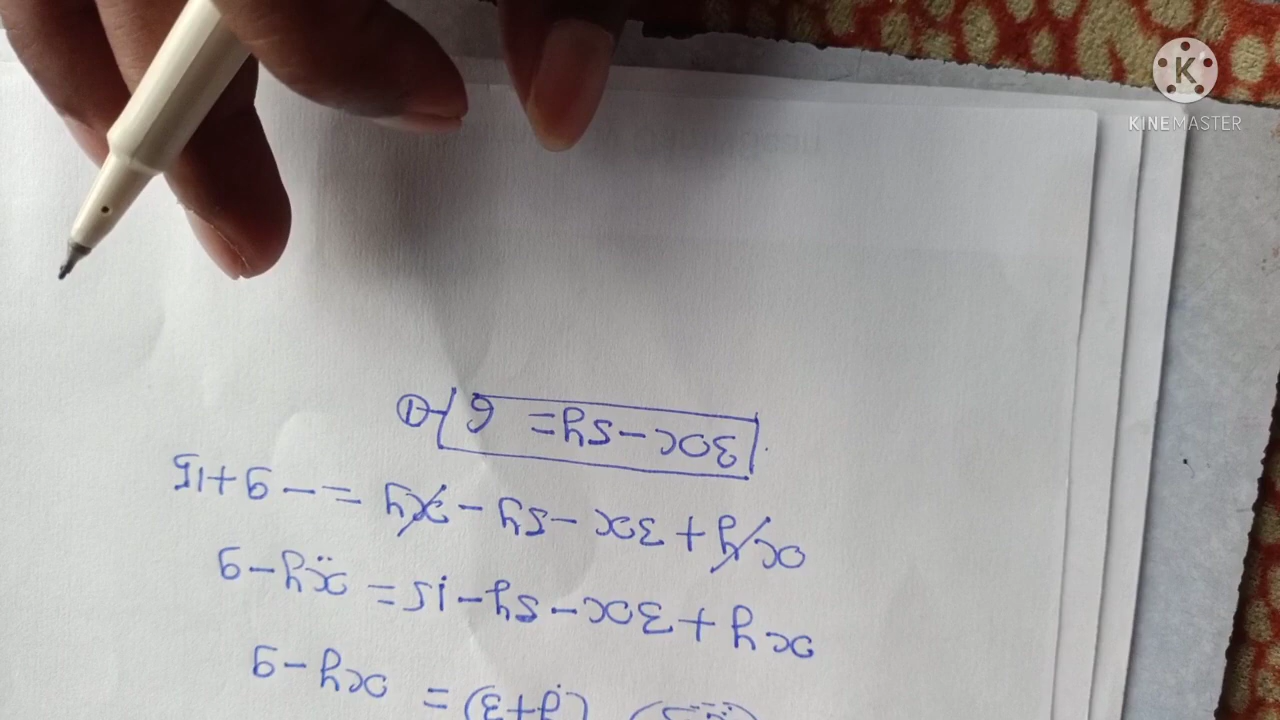 (y+3) = xy-9
xy+3x-5y-15 = xy-9
xy+3x-5y-xy = -9+15
3x-5y= 6 -①
KINEMASTER